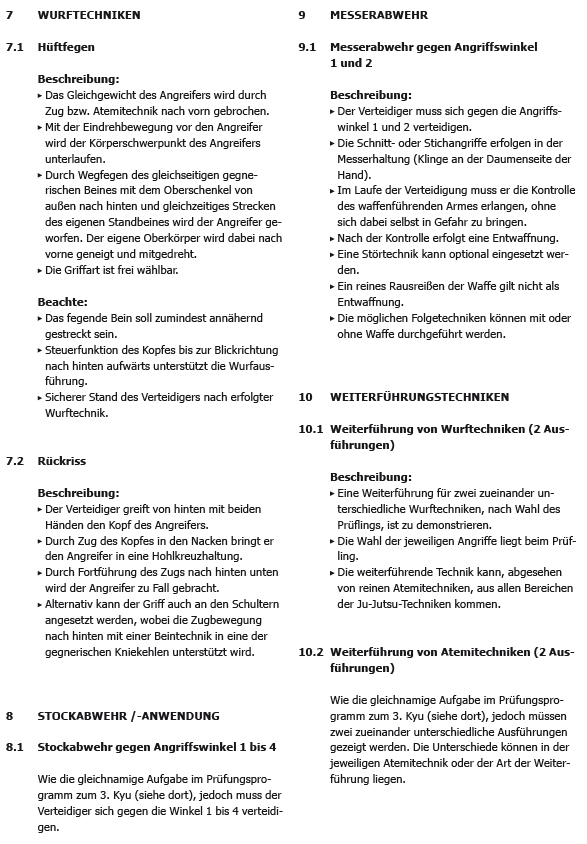 7 WURFTECHNIKEN
7.1 Hüftfegen
Beschreibung:
▸ Das Gleichgewicht des Angreifers wird durch
Zug bzw. Atemitechnik nach vorn gebrochen.
▸ Mit der Eindrehbewegung vor den Angreifer
wird der Körperschwerpunkt des Angreifers
unterlaufen.
▸ Durch Wegfegen des gleichseitigen gegne-
rischen Beines mit dem Oberschenkel von
außen nach hinten und gleichzeitiges Strecken
des eigenen Standbeines wird der Angreifer ge-
worfen. Der eigene Oberkörper wird dabei nach
vorne geneigt und mitgedreht.
▸ Die Griffart ist frei wählbar.
Beachte:
▸ Das fegende Bein soll zumindest annähernd
gestreckt sein.
▸ Steuerfunktion des Kopfes bis zur Blickrichtung
nach hinten aufwärts unterstützt die Wurfaus-
führung.
▸ Sicherer Stand des Verteidigers nach erfolgter
Wurftechnik.
7.2 Rückriss
Beschreibung:
▸ Der Verteidiger greift von hinten mit beiden
Händen den Kopf des Angreifers.
▸ Durch Zug des Kopfes in den Nacken bringt er
den Angreifer in eine Hohlkreuzhaltung.
▸ Durch Fortführung des Zugs nach hinten unten
wird der Angreifer zu Fall gebracht.
▸ Alternativ kann der Griff auch an den Schultern
angesetzt werden, wobei die Zugbewegung
nach hinten mit einer Beintechnik in eine der
gegnerischen Kniekehlen unterstützt wird.
8 STOCKABWEHR /-ANWENDUNG
8.1 Stockabwehr gegen Angriffswinkel 1 bis 4
Wie die gleichnamige Aufgabe im Prüfungspro-
gramm zum 3. Kyu (siehe dort), jedoch muss der
Verteidiger sich gegen die Winkel 1 bis 4 verteidi-
gen.
9 MESSERABWEHR
9.1 Messerabwehr gegen Angriffswinkel
1 und 2
Beschreibung:
▸ Der Verteidiger muss sich gegen die Angriffs-
winkel 1 und 2 verteidigen.
▸ Die Schnitt- oder Stichangriffe erfolgen in der
Messerhaltung (Klinge an der Daumenseite der
Hand).
▸ Im Laufe der Verteidigung muss er die Kontrolle
des waffenführenden Armes erlangen, ohne
sich dabei selbst in Gefahr zu bringen.
▸ Nach der Kontrolle erfolgt eine Entwaffnung.
▸ Eine Störtechnik kann optional eingesetzt wer-
den.
▸ Ein reines Rausreißen der Waffe gilt nicht als
Entwaffnung.
▸ Die möglichen Folgetechniken können mit oder
ohne Waffe durchgeführt werden.
10 WEITERFÜHRUNGSTECHNIKEN
10.1 Weiterführung von Wurftechniken (2 Aus-
führungen)
Beschreibung:
▸ Eine Weiterführung für zwei zueinander un-
terschiedliche Wurftechniken, nach Wahl des
Prüflings, ist zu demonstrieren.
▸ Die Wahl der jeweiligen Angriffe liegt beim Prüf-
ling.
▸ Die weiterführende Technik kann, abgesehen
von reinen Atemitechniken, aus allen Bereichen
der Ju-Jutsu-Techniken kommen.
10.2 Weiterführung von Atemitechniken (2 Aus-
führungen)
Wie die gleichnamige Aufgabe im Prüfungspro-
gramm zum 3. Kyu (siehe dort), jedoch müssen
zwei zueinander unterschiedliche Ausführungen
gezeigt werden. Die Unterschiede können in der
jeweiligen Atemitechnik oder der Art der Weiter-
führung liegen.